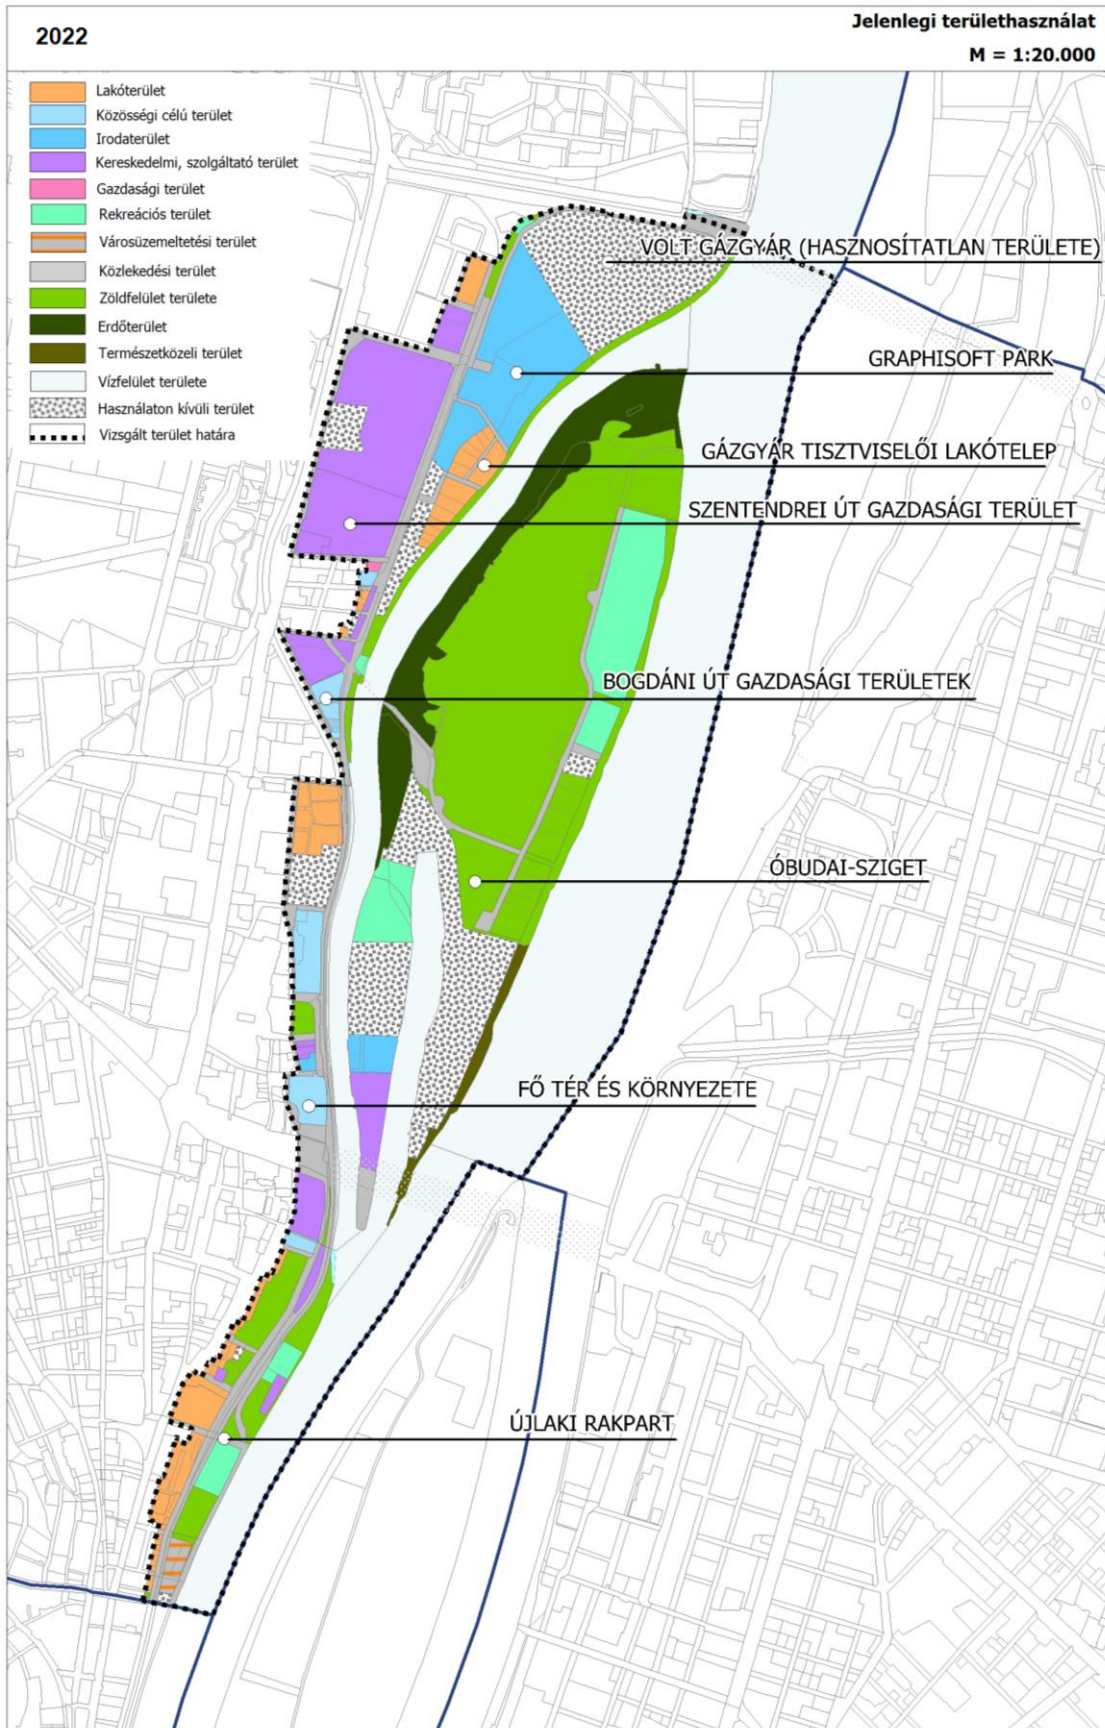 2022
Jelenlegi területhasználat
M = 1:20.000
Lakóterület
Közösségi célú terület
Irodaterület
Kereskedelmi, szolgáltató terület
Gazdasági terület
Rekreációs terület
Városüzemeltetési terület
Közlekedési terület
Zöldfelület területe
Erdőterület
Természetközeli terület
Vízfelület területe
Használaton kívüli terület
Vizsgált terület határa
VOLT GÁZGYÁR (HASZNOSÍTATLAN TERÜLETE)
GRAPHISOFT PARK
GÁZGYÁR TISZTVISELŐI LAKÓTELEP
SZENTENDREI ÚT GAZDASÁGI TERÜLET
BOGDÁNI ÚT GAZDASÁGI TERÜLETEK
ÓBUDAI-SZIGET
FŐ TÉR ÉS KÖRNYEZETE
ÚJLAKI RAKPART